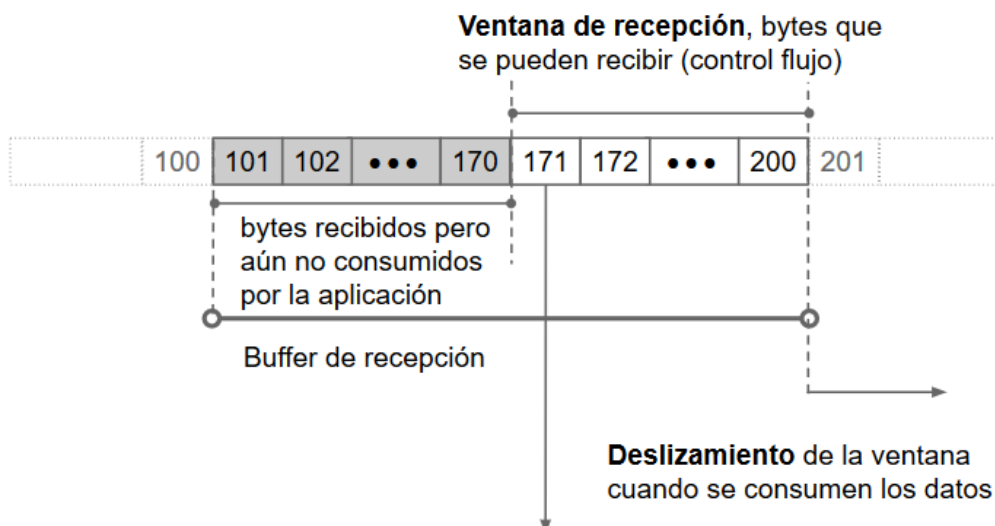 Ventana de recepción, bytes que
se pueden recibir (control flujo)
100 101 102 ••• 170 171 172 ••• 200 201
bytes recibidos pero
aún no consumidos
por la aplicación
Buffer de recepción
Deslizamiento de la ventana
cuando se consumen los datos